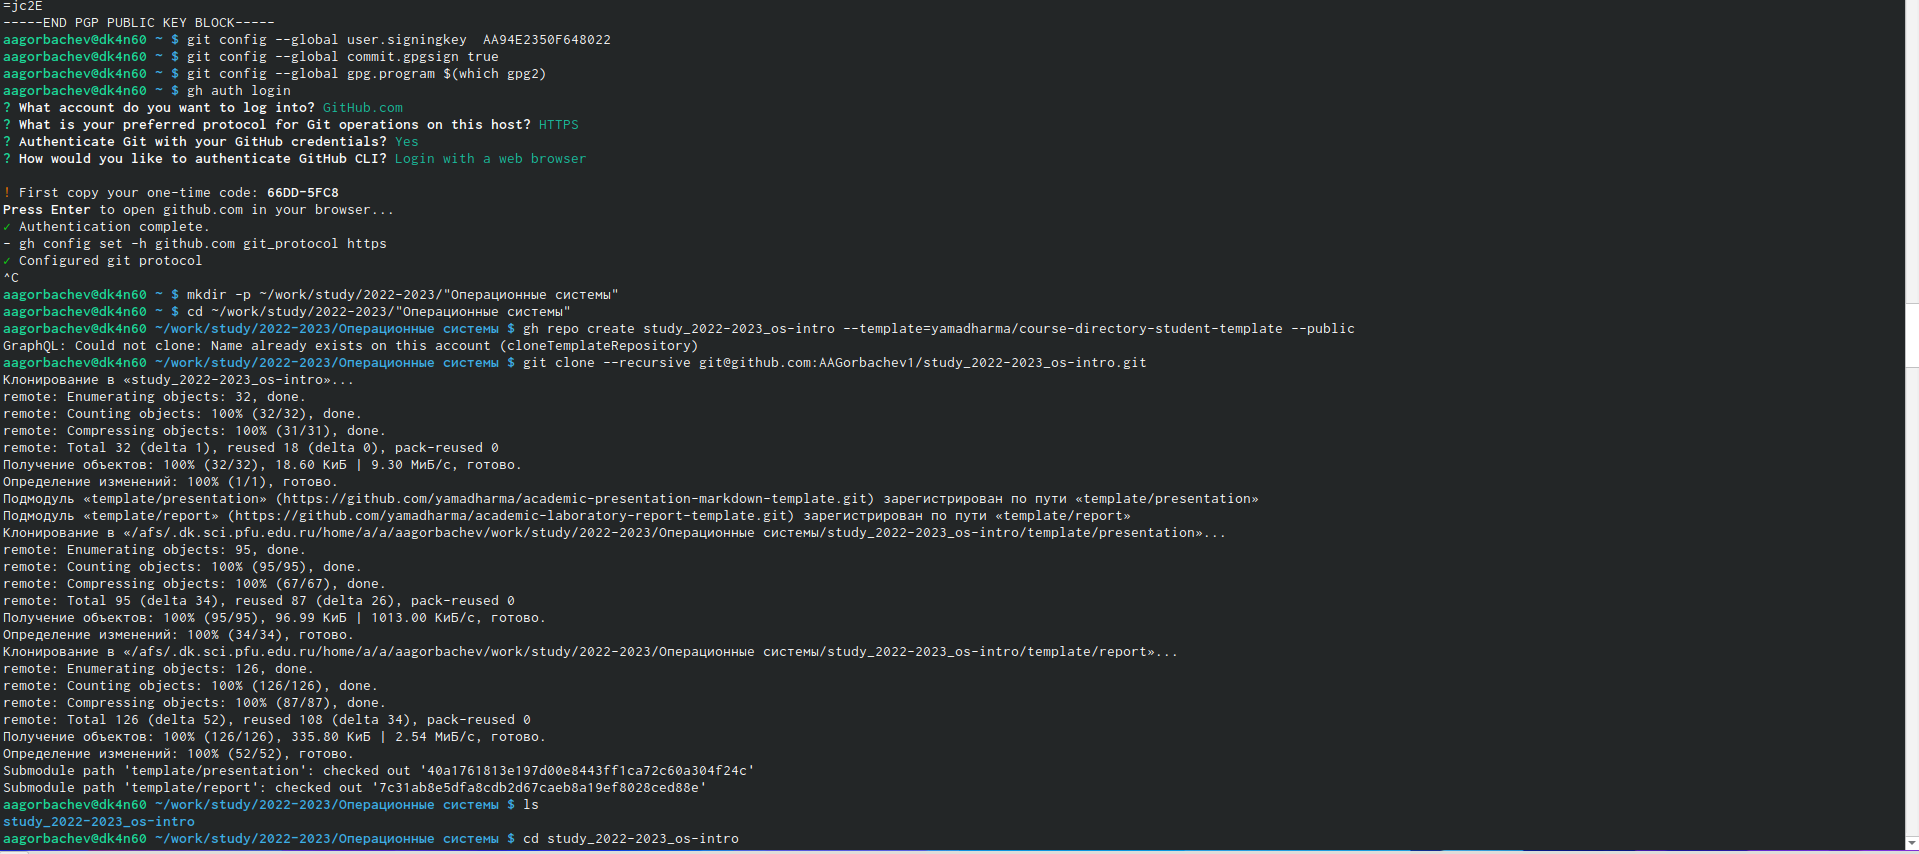 =jc2E
-----END PGP PUBLIC KEY BLOCK-----
aagorbachev@dk4n60 ~ $ git config --global user.signingkey  AA94E2350F648022
aagorbachev@dk4n60 ~ $ git config --global commit.gpgsign true
aagorbachev@dk4n60 ~ $ git config --global gpg.program $(which gpg2)
aagorbachev@dk4n60 ~ $ gh auth login
? What account do you want to log into? GitHub.com
? What is your preferred protocol for Git operations on this host? HTTPS
? Authenticate Git with your GitHub credentials? Yes
? How would you like to authenticate GitHub CLI? Login with a web browser
! First copy your one-time code: 66DD-5FC8
Press Enter to open github.com in your browser...
✓ Authentication complete.
- gh config set -h github.com git_protocol https
✓ Configured git protocol
^C
aagorbachev@dk4n60 ~ $ mkdir -p ~/work/study/2022-2023/"Операционные системы"
aagorbachev@dk4n60 ~ $ cd ~/work/study/2022-2023/"Операционные системы"
aagorbachev@dk4n60 ~/work/study/2022-2023/Операционные системы $ gh repo create study_2022-2023_os-intro --template=yamadharma/course-directory-student-template --public
GraphQL: Could not clone: Name already exists on this account (cloneTemplateRepository)
aagorbachev@dk4n60 ~/work/study/2022-2023/Операционные системы $ git clone --recursive git@github.com:AAGorbachev1/study_2022-2023_os-intro.git
Клонирование в «study_2022-2023_os-intro»...
remote: Enumerating objects: 32, done.
remote: Counting objects: 100% (32/32), done.
remote: Compressing objects: 100% (31/31), done.
remote: Total 32 (delta 1), reused 18 (delta 0), pack-reused 0
Получение объектов: 100% (32/32), 18.60 КиБ | 9.30 МиБ/с, готово.
Определение изменений: 100% (1/1), готово.
Подмодуль «template/presentation» (https://github.com/yamadharma/academic-presentation-markdown-template.git) зарегистрирован по пути «template/presentation»
Подмодуль «template/report» (https://github.com/yamadharma/academic-laboratory-report-template.git) зарегистрирован по пути «template/report»
Клонирование в «/afs/.dk.sci.pfu.edu.ru/home/a/a/aagorbachev/work/study/2022-2023/Операционные системы/study_2022-2023_os-intro/template/presentation»...
remote: Enumerating objects: 95, done.
remote: Counting objects: 100% (95/95), done.
remote: Compressing objects: 100% (67/67), done.
remote: Total 95 (delta 34), reused 87 (delta 26), pack-reused 0
Получение объектов: 100% (95/95), 96.99 КиБ | 1013.00 КиБ/с, готово.
Определение изменений: 100% (34/34), готово.
Клонирование в «/afs/.dk.sci.pfu.edu.ru/home/a/a/aagorbachev/work/study/2022-2023/Операционные системы/study_2022-2023_os-intro/template/report»...
remote: Enumerating objects: 126, done.
remote: Counting objects: 100% (126/126), done.
remote: Compressing objects: 100% (87/87), done.
remote: Total 126 (delta 52), reused 108 (delta 34), pack-reused 0
Получение объектов: 100% (126/126), 335.80 КиБ | 2.54 МиБ/с, готово.
Определение изменений: 100% (52/52), готово.
Submodule path 'template/presentation': checked out '40a1761813e197d00e8443ff1ca72c60a304f24c'
Submodule path 'template/report': checked out '7c31ab8e5dfa8cdb2d67caeb8a19ef8028ced88e'
aagorbachev@dk4n60 ~/work/study/2022-2023/Операционные системы $ ls
study_2022-2023_os-intro
aagorbachev@dk4n60 ~/work/study/2022-2023/Операционные системы $ cd study_2022-2023_os-intro